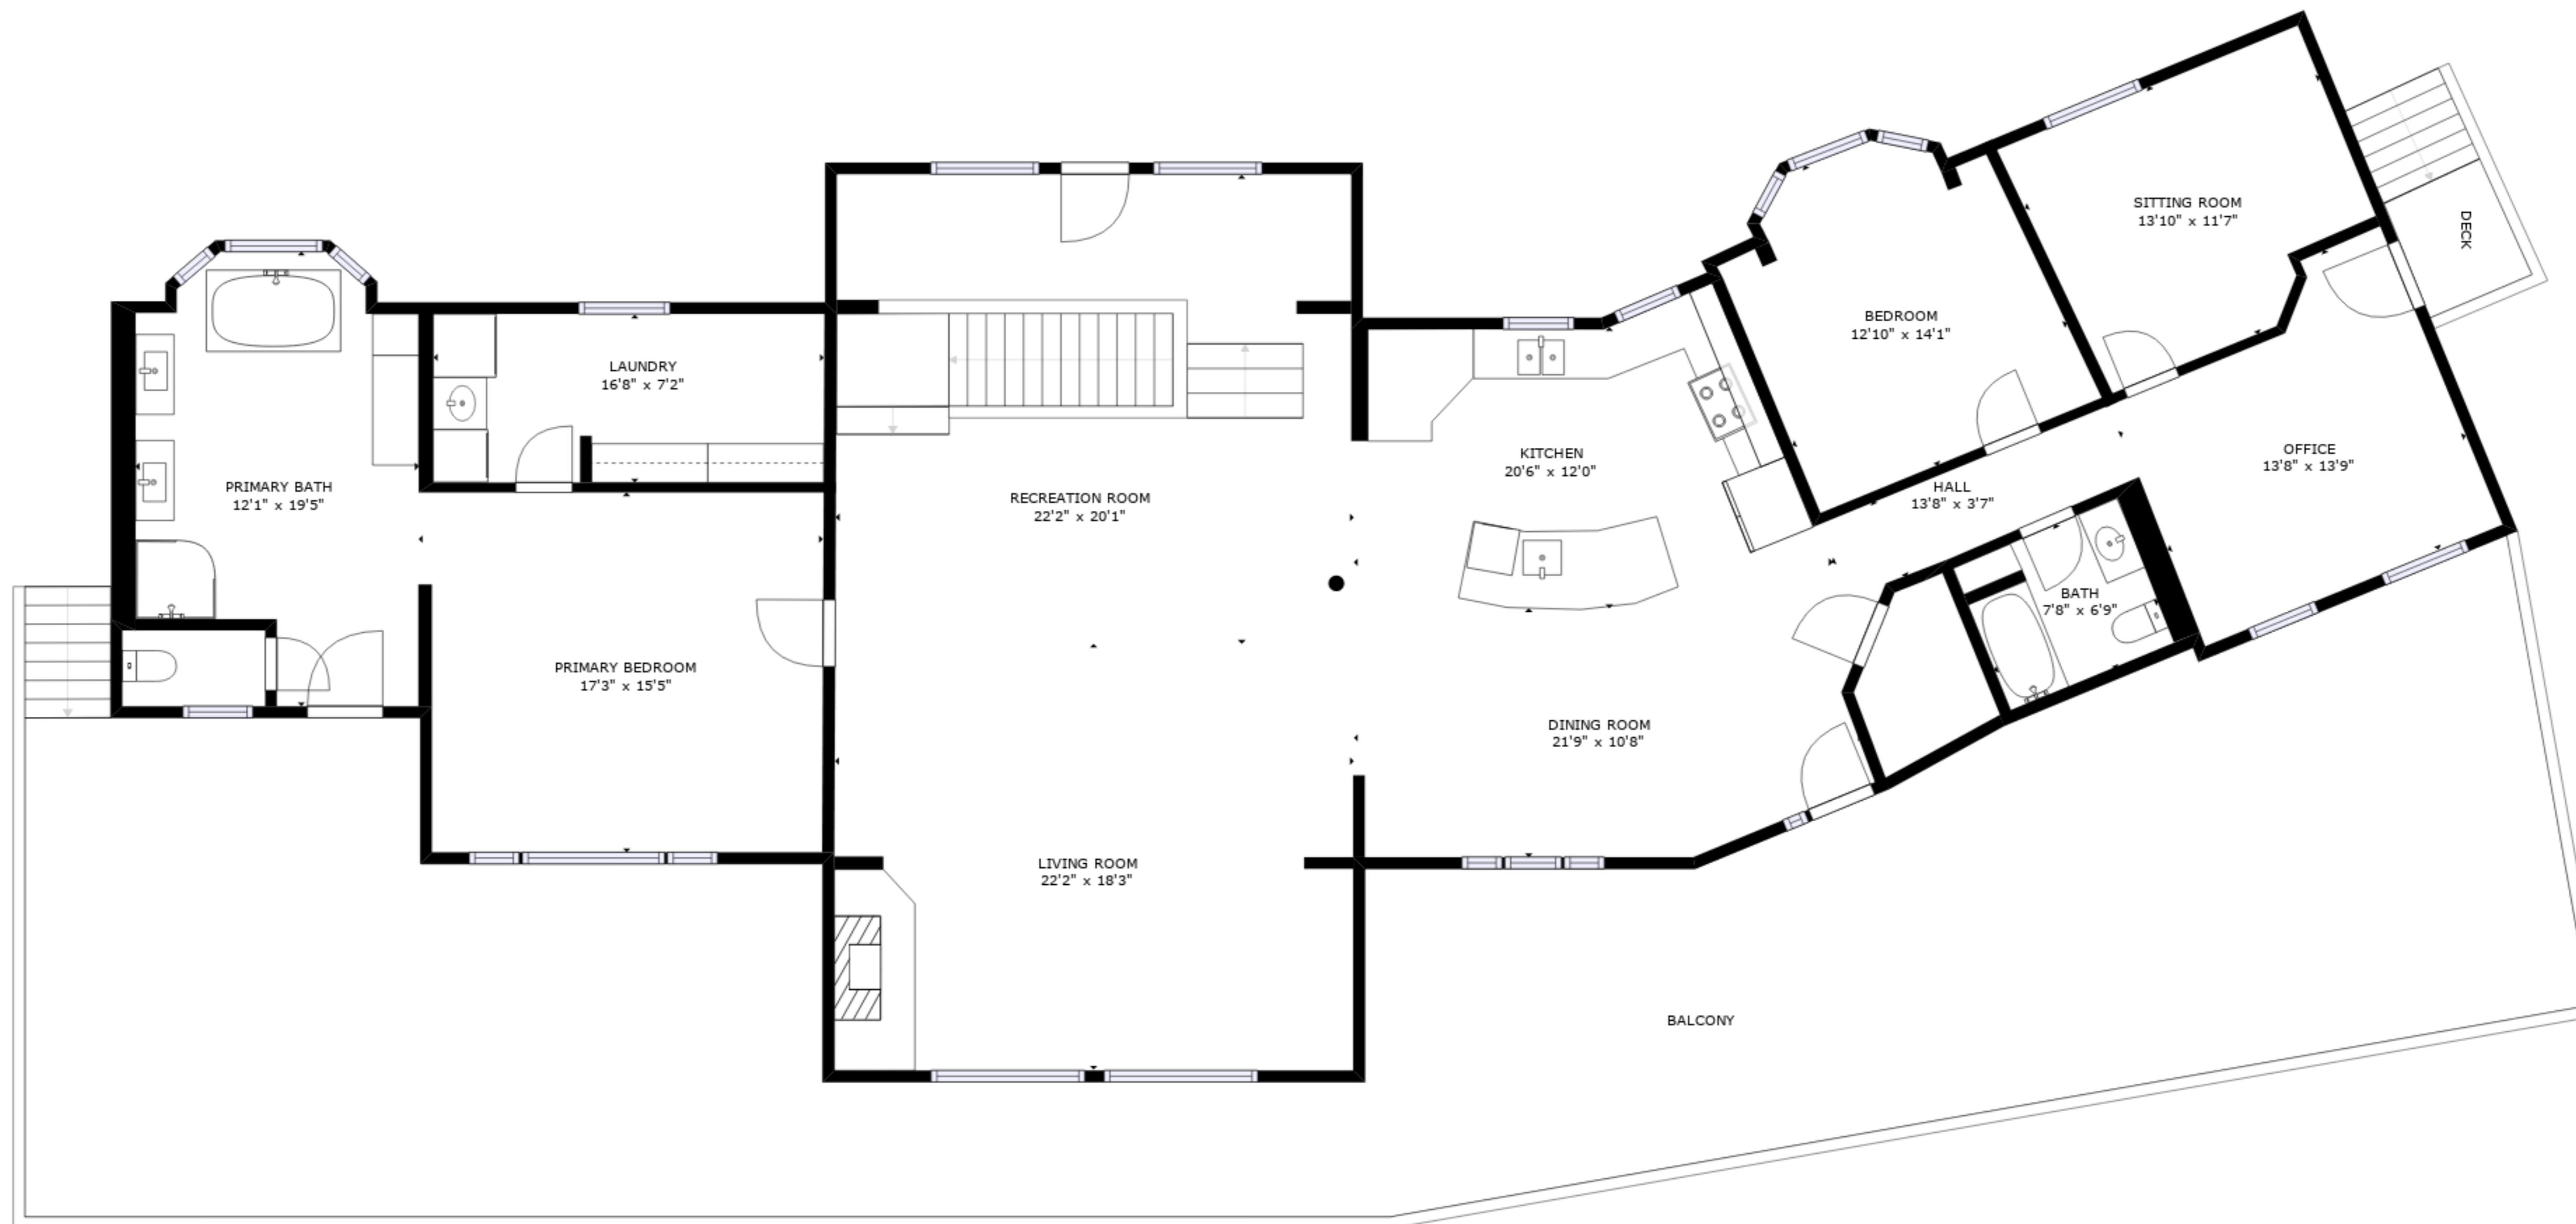 SITTING ROOM
13'10" x 11'7"
DECK
BEDROOM
12'10" x 14'1"
LAUNDRY
16'8" x 7'2"
KITCHEN
20'6" x 12'0"
OFFICE
13'8" x 13'9"
PRIMARY BATH
12'1" x 19'5"
RECREATION ROOM
22'2" x 20'1"
HALL
13'8" x 3'7"
BATH
7'8" x 6'9"
PRIMARY BEDROOM
17'3" x 15'5"
DINING ROOM
21'9" x 10'8"
LIVING ROOM
22'2" x 18'3"
BALCONY